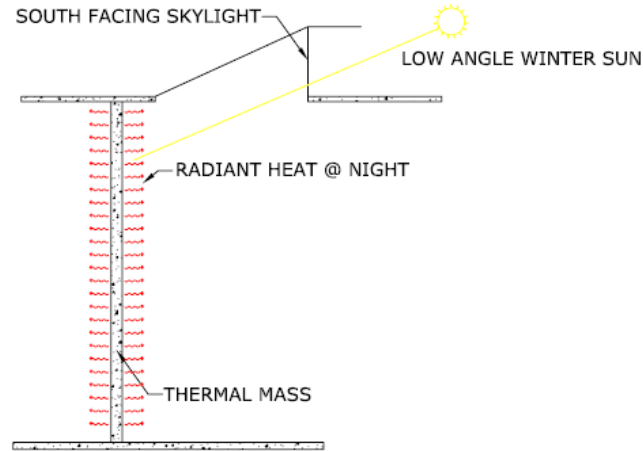 SOUTH FACING SKYLIGHT
LOW ANGLE WINTER SUN
RADIANT HEAT @ NIGHT
THERMAL MASS